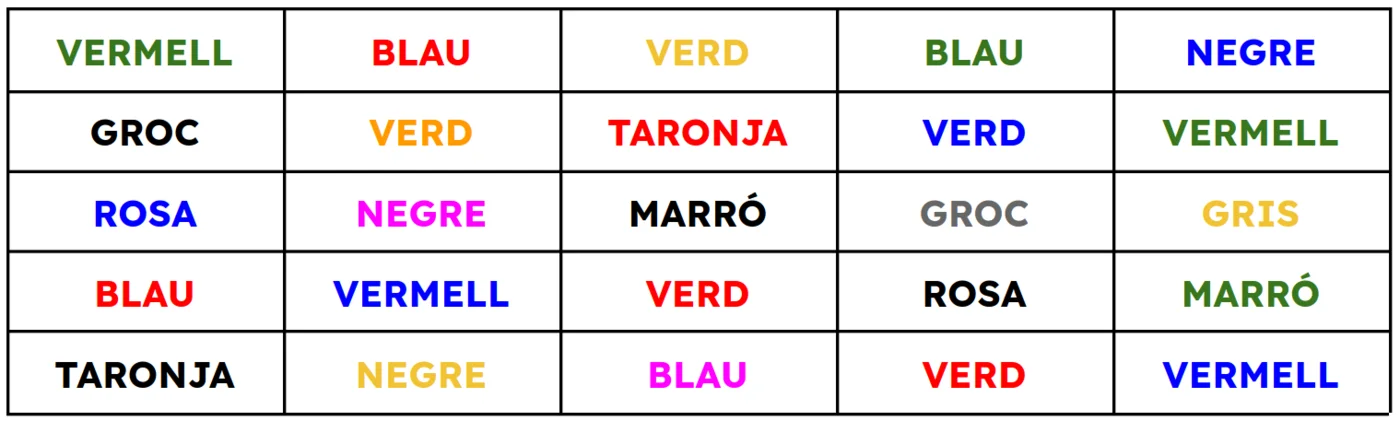 VERMELL BLAU VERD BLAU NEGRE
GROC VERD TARONJA VERD VERMELL
ROSA NEGRE MARRÓ GROC GRIS
BLAU VERMELL VERD ROSA MARRÓ
TARONJA NEGRE BLAU VERD VERMELL